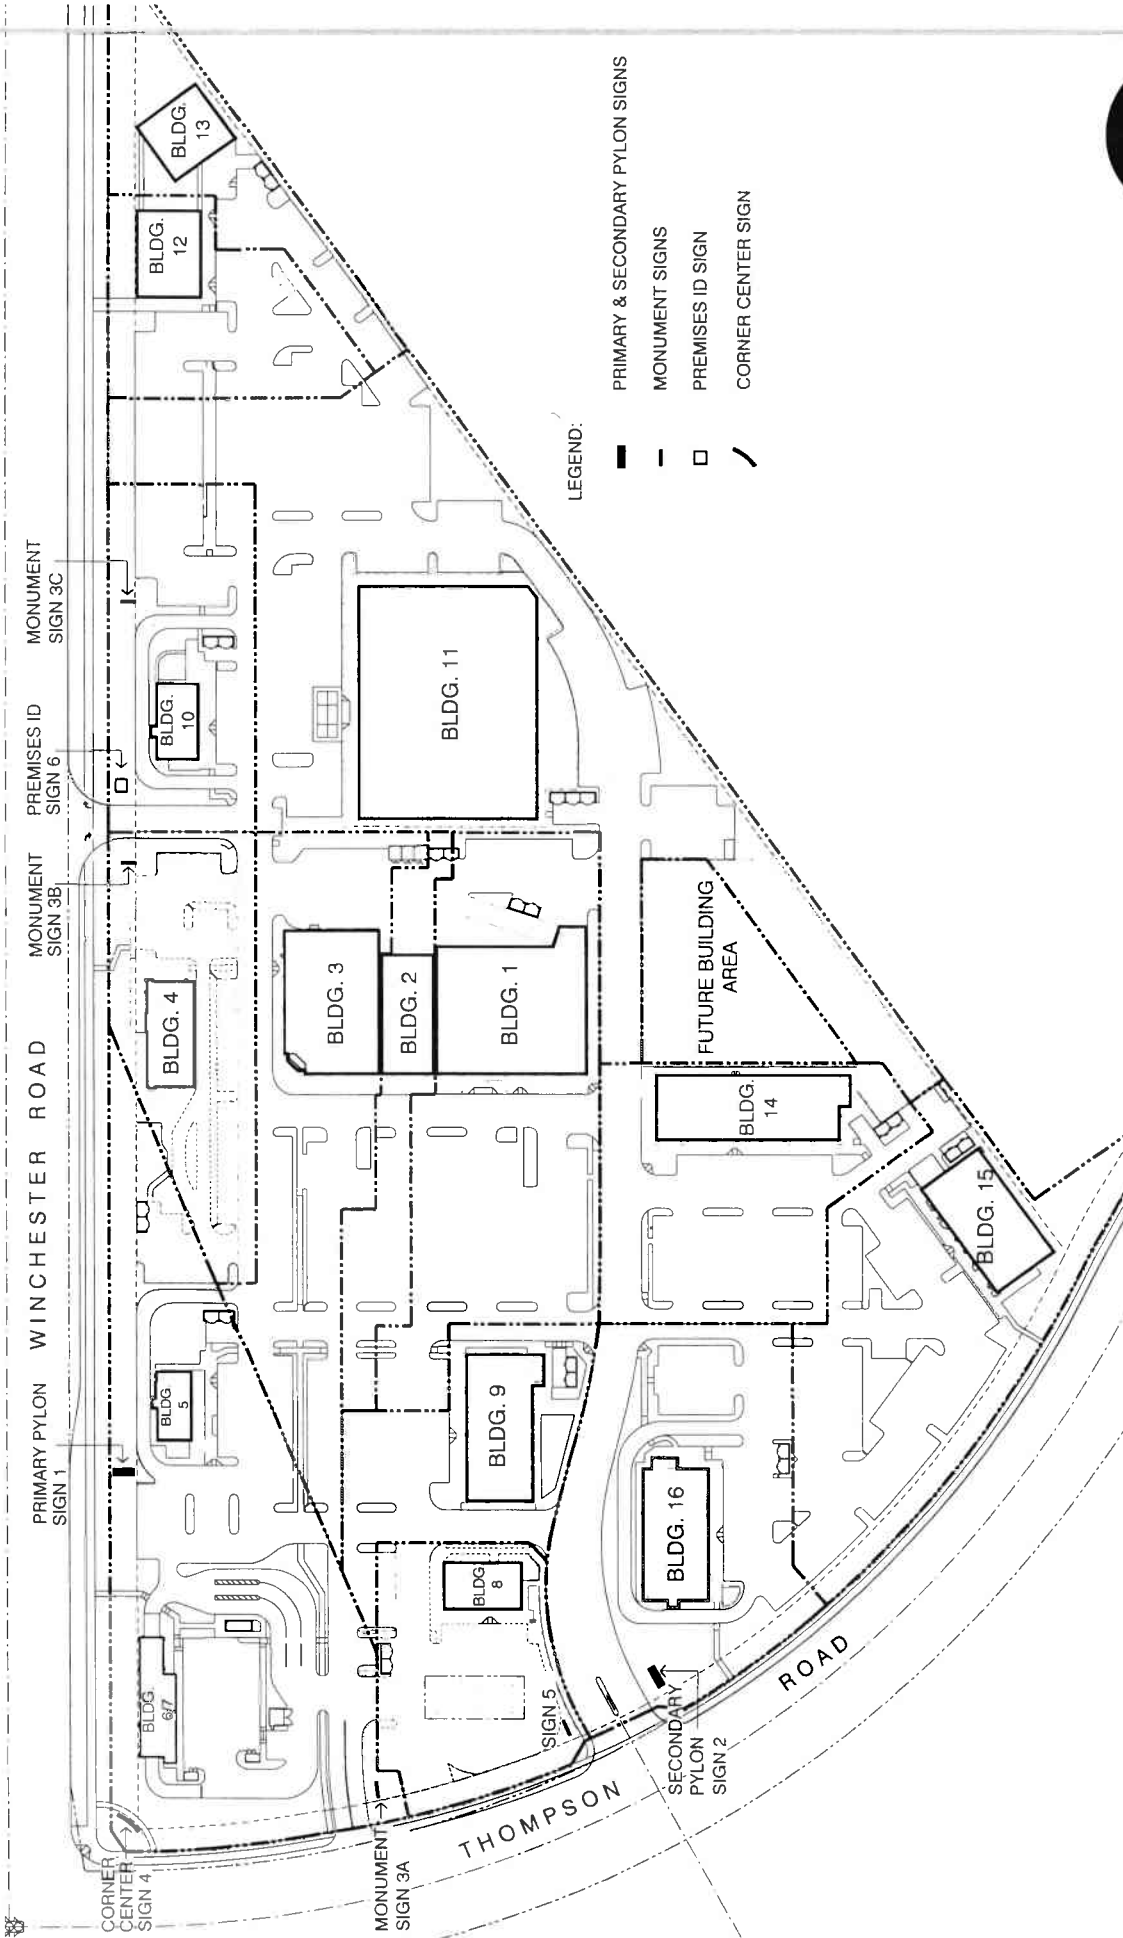 WINCHESTER ROAD
CORNER
CENTER
SIGN 4
PRIMARY PYLON
SIGN 1
MONUMENT
SIGN 3B
PREMISES ID
SIGN 6
MONUMENT
SIGN 3C
BLDG.
6/7
BLDG.
5
BLDG. 4
BLDG.
10
BLDG.
12
BLDG.
13
MONUMENT
SIGN 3A
BLDG
8
BLDG. 9
BLDG. 3
BLDG. 2
BLDG. 1
BLDG. 11
SIGN 5
SECONDARY
PYLON
SIGN 2
BLDG. 16
BLDG.
14
BLDG. 15
FUTURE BUILDING
AREA
THOMPSON
ROAD
LEGEND:
PRIMARY & SECONDARY PYLON SIGNS
MONUMENT SIGNS
PREMISES ID SIGN
CORNER CENTER SIGN